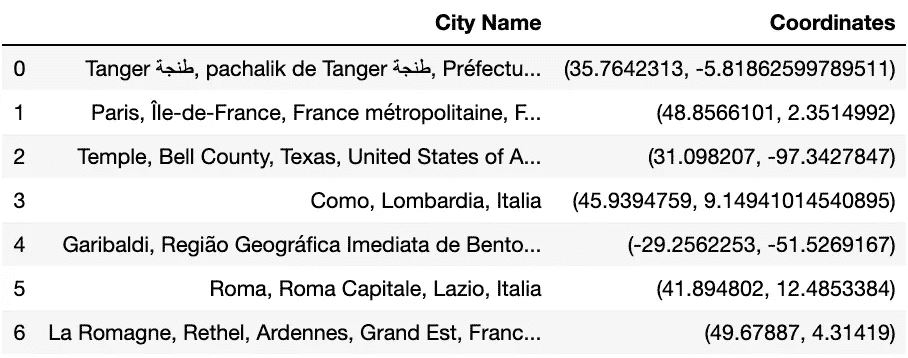 City Name Coordinates
0 Tanger طنجة, pachalik de Tanger طنجة, Préfectu... (35.7642313, -5.81862599789511)
1 Paris, Île-de-France, France métropolitaine, F... (48.8566101, 2.3514992)
2 Temple, Bell County, Texas, United States of A... (31.098207, -97.3427847)
3 Como, Lombardia, Italia (45.9394759, 9.14941014540895)
4 Garibaldi, Região Geográfica Imediata de Bento... (-29.2562253, -51.5269167)
5 Roma, Roma Capitale, Lazio, Italia (41.894802, 12.4853384)
6 La Romagne, Rethel, Ardennes, Grand Est, Franc... (49.67887, 4.31419)